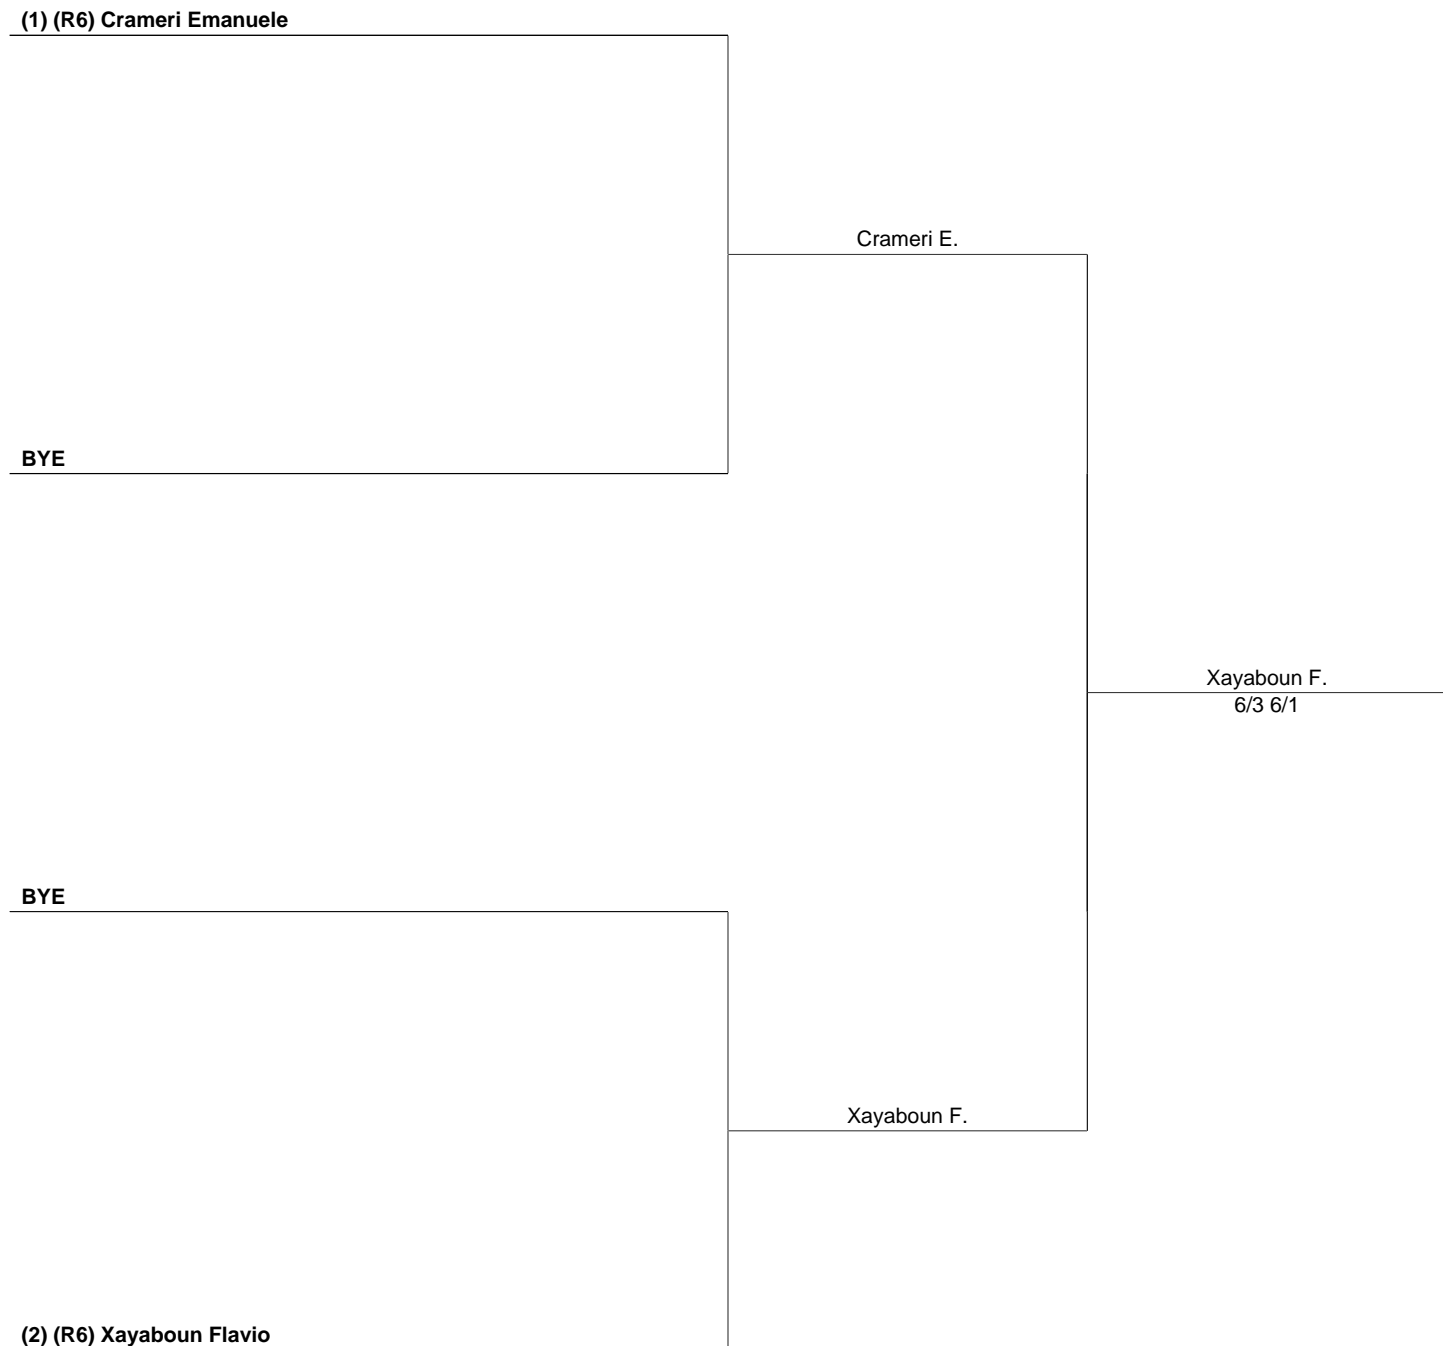 (1) (R6) Crameri Emanuele
Crameri E.
BYE
Xayaboun F.
6/3 6/1
BYE
Xayaboun F.
(2) (R6) Xayaboun Flavio